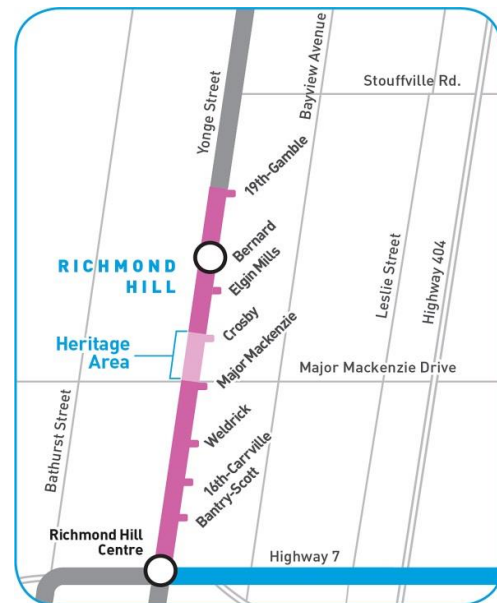 Yonge Street
Bayview Avenue
Stouffville Rd.
19th-Gamble
Bernard
RICHMOND
HILL
Elgin Mills
Leslie Street
Highway 404
Crosby
Heritage
Area
Major Mackenzie
Major Mackenzie Drive
Bathurst Street
Weldrick
16th-Carrville
Bantry-Scott
Richmond Hill
Centre
Highway 7